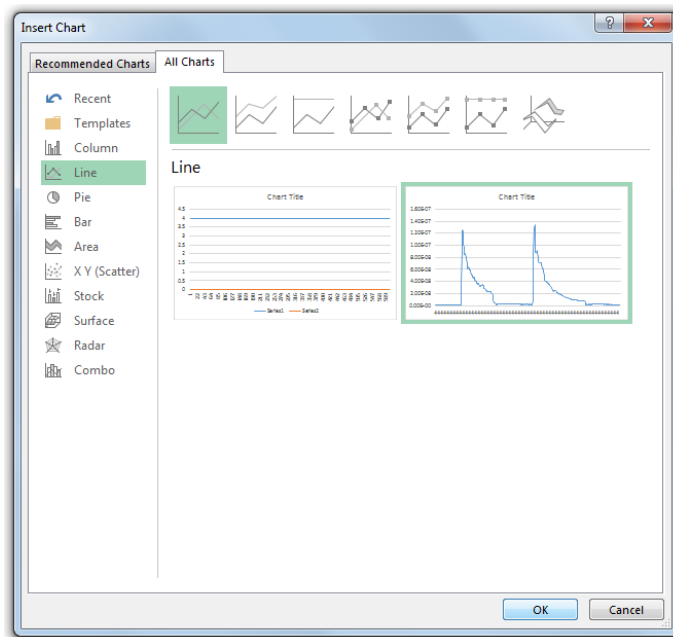 Insert Chart
?
Recommended Charts
All Charts
Recent
Templates
Column
Line
Pie
Bar
Area
X Y (Scatter)
Stock
Surface
Radar
Combo
Line
Chart Title
4.5
4
3.5
3
2.5
2
1.5
1
0.5
0
Series1 Series2
Chart Title
1.60E-07
1.40E-07
1.20E-07
1.00E-07
8.00E-08
6.00E-08
4.00E-08
2.00E-08
0.00E+00
OK
Cancel